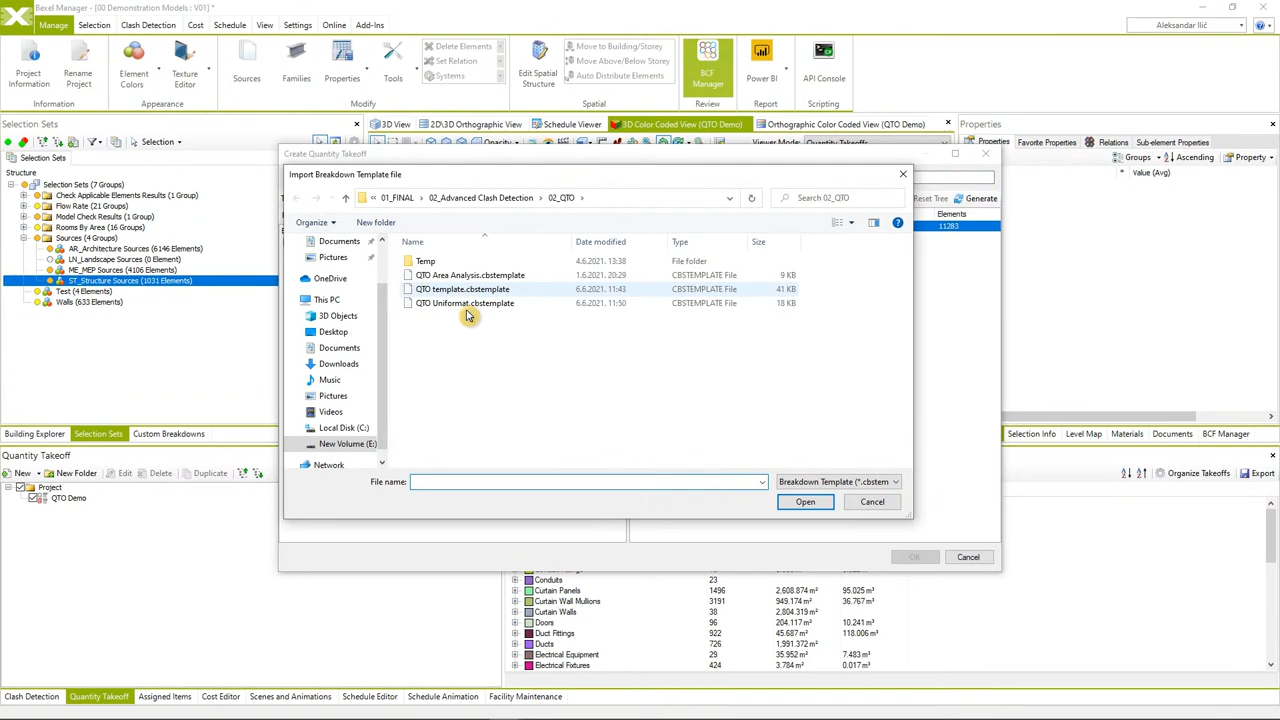 Bexel Manager - [00 Demonstration Models : V01] *
Manage Selection Clash Detection Cost Schedule View Settings Online Add-Ins Aleksandar Ilić
Project Information
Rename Project
Element Colors
Texture Editor
Sources
Families
Properties
Tools
Delete Elements
Set Relation
Systems
Edit Spatial Structure
Move to Building/Storey
Move Above/Below Storey
Auto Distribute Elements
BCF Manager
Power BI
API Console
Information Appearance Modify Spatial Review Report Scripting
Selection Sets
3D View 2D\3D Orthographic View Schedule Viewer 3D Color Coded View (QTO Demo) Orthographic Color Coded View (QTO Demo)
Properties
Selection
Opacity
Viewer Mode: Quantity Takeoffs
Properties Favorite Properties Relations Sub-element Properties
Selection Sets
Groups Ascending Property
Structure
Value (Avg)
Selection Sets (7 Groups)
Check Applicable Elements Results (1 Group)
Flow Rate (21 Groups)
Model Check Results (1 Group)
Rooms By Area (16 Groups)
Sources (4 Groups)
AR_Architecture Sources (6146 Elements)
LN_Landscape Sources (0 Elements)
ME_MEP Sources (4106 Elements)
ST_Structure Sources (1031 Elements)
Test (4 Elements)
Walls (633 Elements)
Create Quantity Takeoff
Reset Tree Generate
Elements
11283
Import Breakdown Template file
« 01_FINAL › 02_Advanced Clash Detection › 02_QTO ›
Search 02_QTO
Organize New folder
Documents
Pictures
OneDrive
This PC
3D Objects
Desktop
Documents
Downloads
Music
Pictures
Videos
Local Disk (C:)
New Volume (E:)
Network
Name Date modified Type Size
Temp 4.6.2021. 13:38 File folder
QTO Area Analysis.cbstemplate 1.6.2021. 20:29 CBSTEMPLATE File 9 KB
QTO template.cbstemplate 6.6.2021. 11:43 CBSTEMPLATE File 41 KB
QTO Uniformat.cbstemplate 6.6.2021. 11:50 CBSTEMPLATE File 18 KB
File name:
Breakdown Template (*.cbstem
Open Cancel
OK Cancel
Building Explorer Selection Sets Custom Breakdowns
Selection Info Level Map Materials Documents BCF Manager
Quantity Takeoff
New New Folder Edit Delete Duplicate
Organize Takeoffs Export
Project
QTO Demo
Conduits 23
Curtain Panels 1496 2,608.874 m² 95.025 m³
Curtain Wall Mullions 3191 949.174 m² 36.767 m³
Curtain Walls 38 2,804.319 m²
Doors 96 204.117 m² 10.241 m³
Duct Fittings 922 45.687 m² 118.006 m³
Ducts 726 1,991.372 m²
Electrical Equipment 29 35.952 m² 7.483 m³
Electrical Fixtures 424 3.784 m² 0.017 m³
Clash Detection Quantity Takeoff Assigned Items Cost Editor Scenes and Animations Schedule Editor Schedule Animation Facility Maintenance